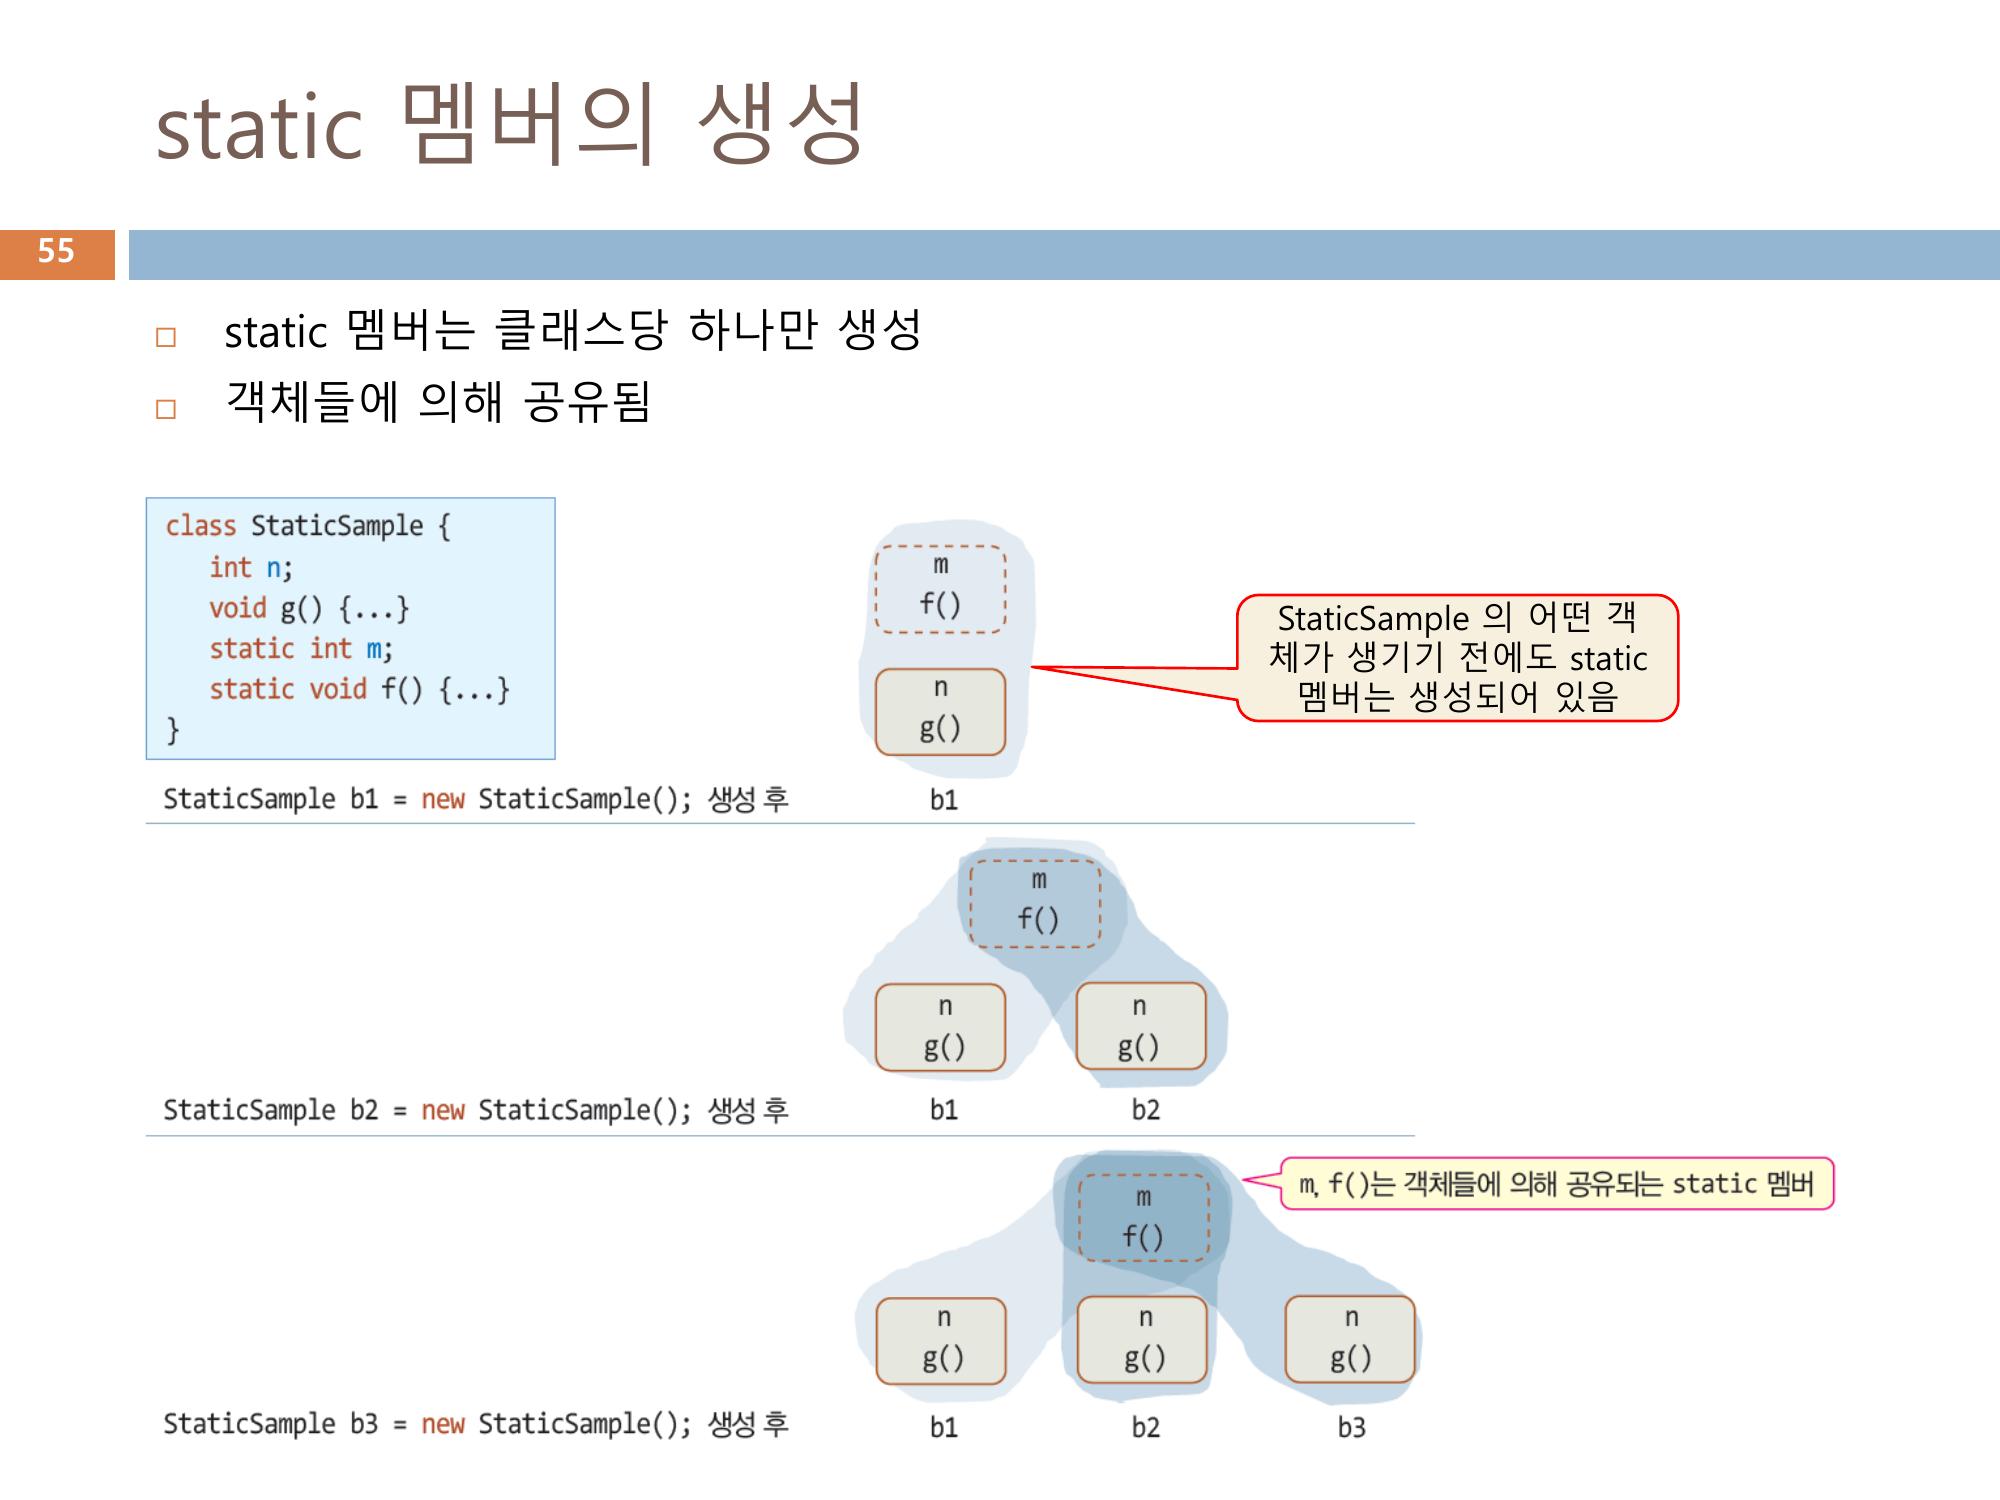 static 멤버의 생성
55
static 멤버는 클래스당 하나만 생성
객체들에 의해 공유됨
class StaticSample {
int n;
void g() {...}
static int m;
static void f() {...}
}
m
f()
n
g()
StaticSample 의 어떤 객
체가 생기기 전에도 static
멤버는 생성되어 있음
StaticSample b1 = new StaticSample(); 생성 후
b1
m
f()
n
g()
n
g()
StaticSample b2 = new StaticSample(); 생성 후
b1
b2
m, f()는 객체들에 의해 공유되는 static 멤버
m
f()
n
g()
n
g()
n
g()
StaticSample b3 = new StaticSample(); 생성 후
b1
b2
b3